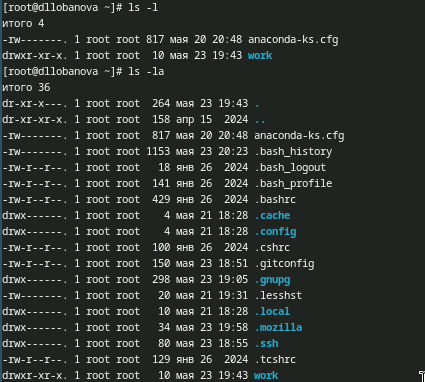 [root@dllobanova ~]# ls -l
итого 4
-rw-------. 1 root root 817 мая 20 20:48 anaconda-ks.cfg
drwxr-xr-x. 1 root root  10 мая 23 19:43 work
[root@dllobanova ~]# ls -la
итого 36
dr-xr-x---. 1 root root  264 мая 23 19:43 .
dr-xr-xr-x. 1 root root  158 апр 15  2024 ..
-rw-------. 1 root root  817 мая 20 20:48 anaconda-ks.cfg
-rw-------. 1 root root 1153 мая 23 20:23 .bash_history
-rw-r--r--. 1 root root   18 янв 26  2024 .bash_logout
-rw-r--r--. 1 root root  141 янв 26  2024 .bash_profile
-rw-r--r--. 1 root root  429 янв 26  2024 .bashrc
drwx------. 1 root root    4 мая 21 18:28 .cache
drwx------. 1 root root    4 мая 21 18:28 .config
-rw-r--r--. 1 root root  100 янв 26  2024 .cshrc
-rw-r--r--. 1 root root  150 мая 23 18:51 .gitconfig
drwx------. 1 root root  298 мая 23 19:05 .gnupg
-rw-------. 1 root root   20 мая 21 19:31 .lesshst
drwx------. 1 root root   10 мая 21 18:28 .local
drwx------. 1 root root   34 мая 23 19:58 .mozilla
drwx------. 1 root root   80 мая 23 18:55 .ssh
-rw-r--r--. 1 root root  129 янв 26  2024 .tcshrc
drwxr-xr-x. 1 root root   10 мая 23 19:43 work